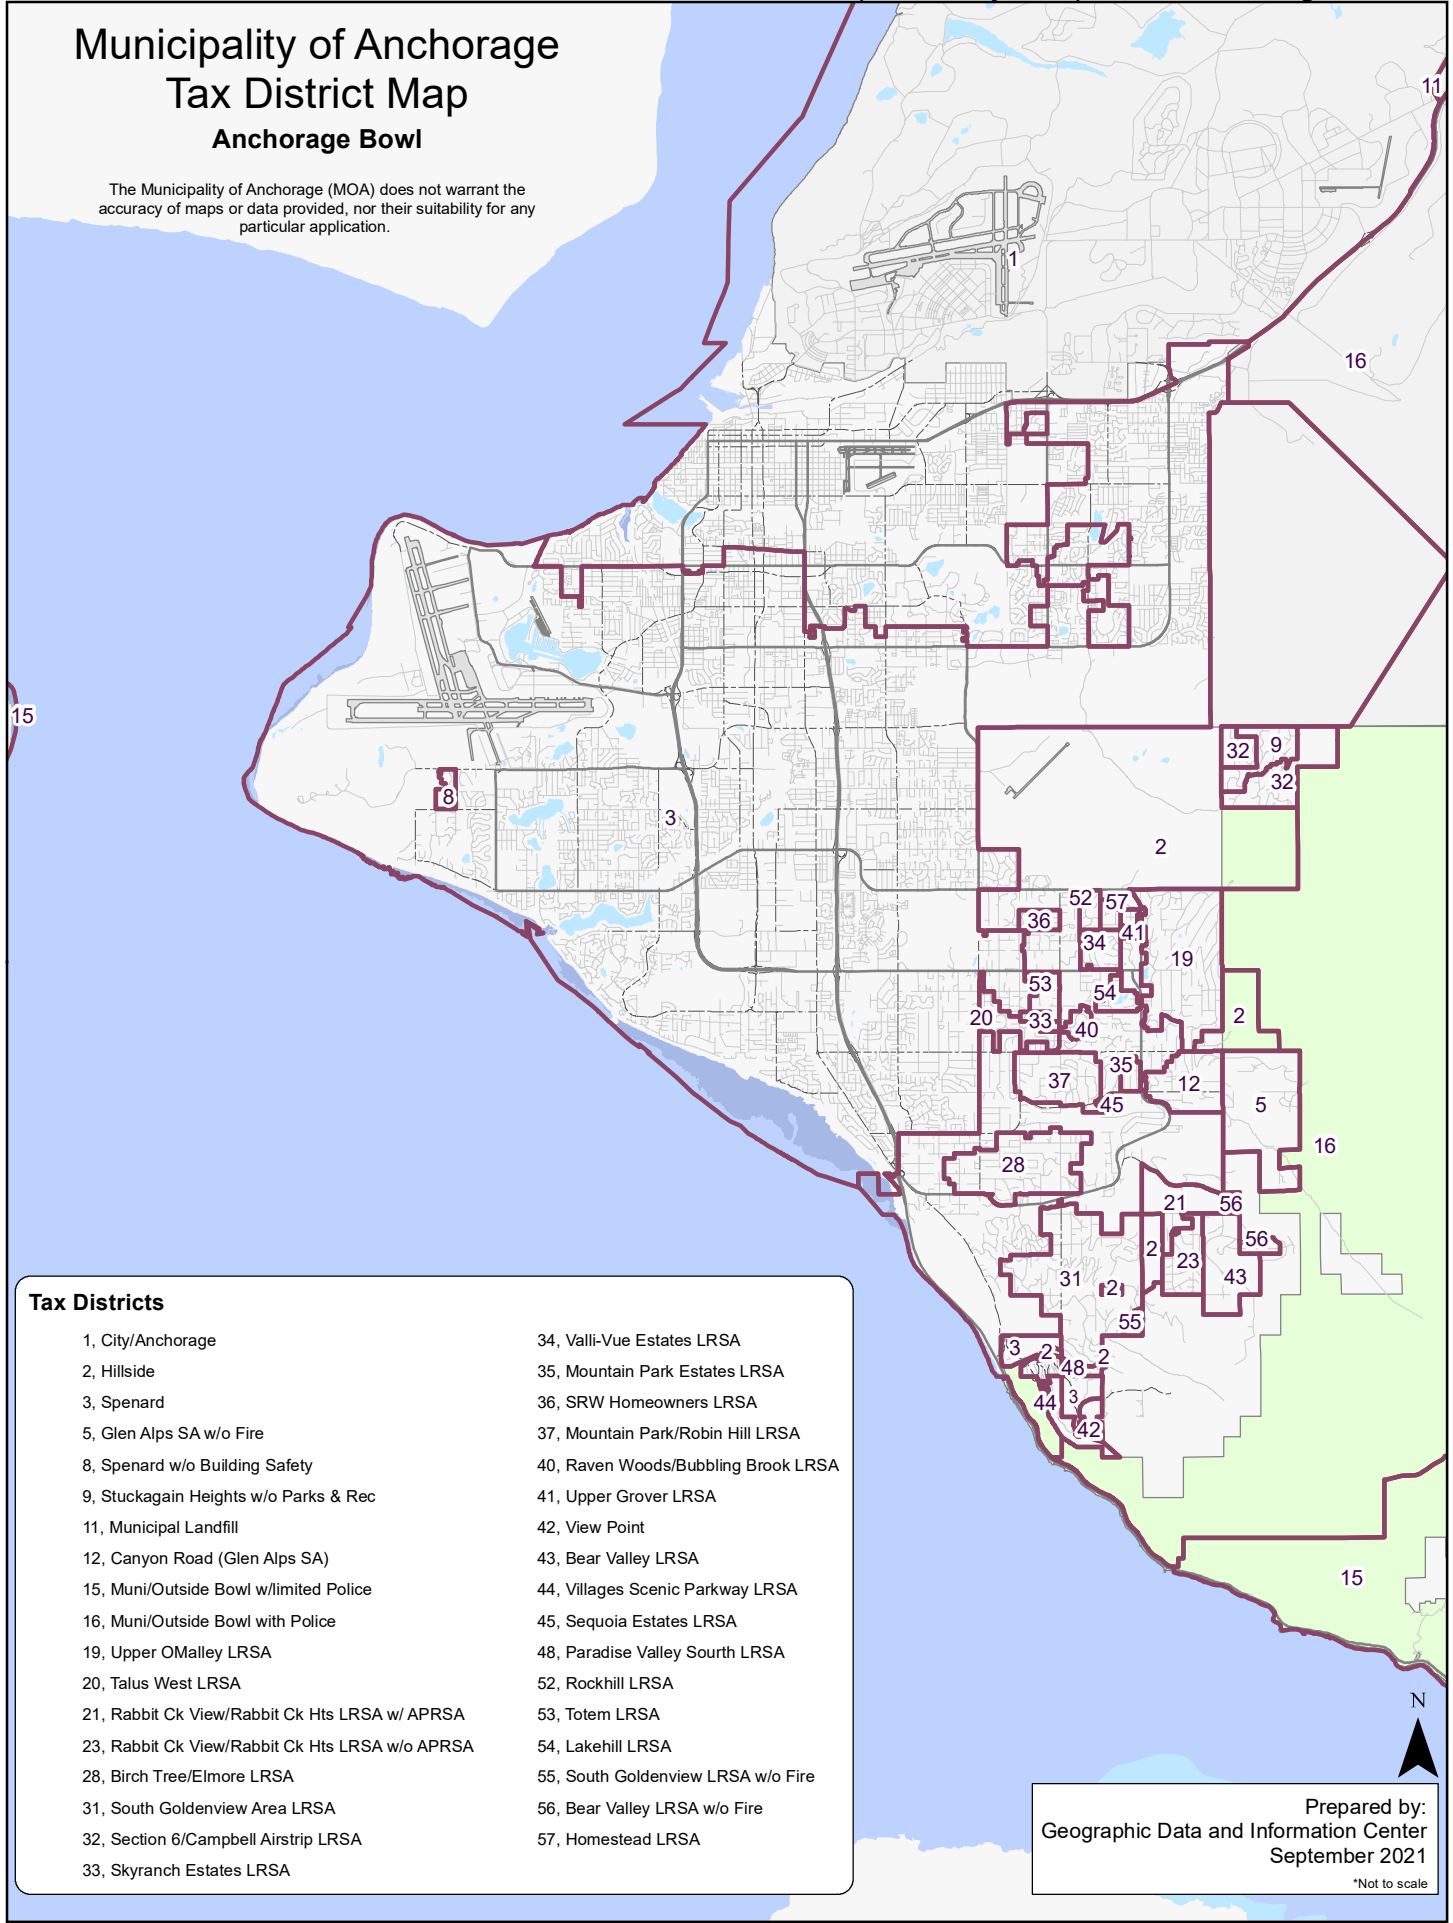 Municipality of Anchorage
Tax District Map
Anchorage Bowl
The Municipality of Anchorage (MOA) does not warrant the
accuracy of maps or data provided, nor their suitability for any
particular application.
11
1
16
15
8
3
32
9
32
2
52
57
36
41
34
19
53
54
20
33
40
2
35
37
12
45
5
16
28
21
56
2
56
23
31
2
43
55
3
2
2
48
3
44
42
15
Tax Districts
1, City/Anchorage
2, Hillside
3, Spenard
5, Glen Alps SA w/o Fire
8, Spenard w/o Building Safety
9, Stuckagain Heights w/o Parks & Rec
11, Municipal Landfill
12, Canyon Road (Glen Alps SA)
15, Muni/Outside Bowl w/limited Police
16, Muni/Outside Bowl with Police
19, Upper OMalley LRSA
20, Talus West LRSA
21, Rabbit Ck View/Rabbit Ck Hts LRSA w/ APRSA
23, Rabbit Ck View/Rabbit Ck Hts LRSA w/o APRSA
28, Birch Tree/Elmore LRSA
31, South Goldenview Area LRSA
32, Section 6/Campbell Airstrip LRSA
33, Skyranch Estates LRSA
34, Valli-Vue Estates LRSA
35, Mountain Park Estates LRSA
36, SRW Homeowners LRSA
37, Mountain Park/Robin Hill LRSA
40, Raven Woods/Bubbling Brook LRSA
41, Upper Grover LRSA
42, View Point
43, Bear Valley LRSA
44, Villages Scenic Parkway LRSA
45, Sequoia Estates LRSA
48, Paradise Valley Sourth LRSA
52, Rockhill LRSA
53, Totem LRSA
54, Lakehill LRSA
55, South Goldenview LRSA w/o Fire
56, Bear Valley LRSA w/o Fire
57, Homestead LRSA
N
Prepared by:
Geographic Data and Information Center
September 2021
*Not to scale